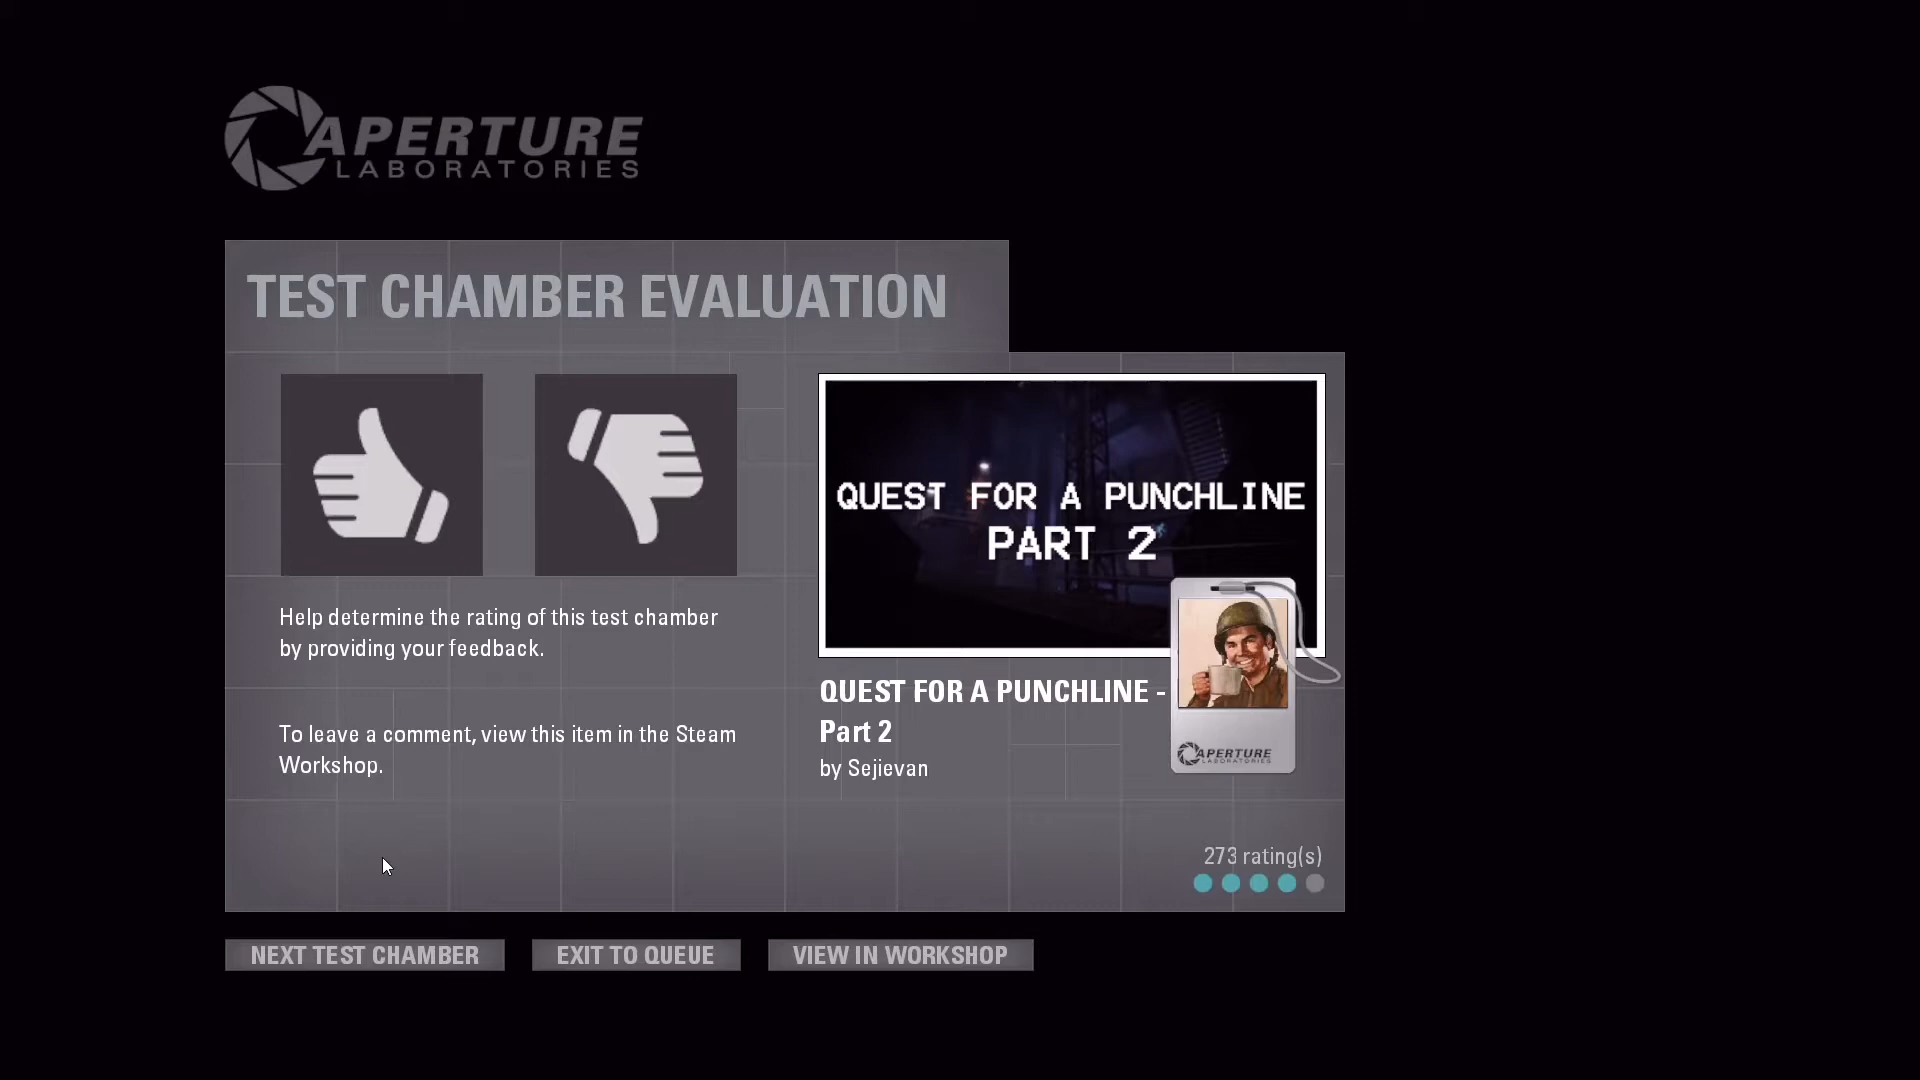 APERTURE
LABORATORIES
TEST CHAMBER EVALUATION
QUEST FOR A PUNCHLINE
PART 2
Help determine the rating of this test chamber
by providing your feedback.
To leave a comment, view this item in the Steam
Workshop.
QUEST FOR A PUNCHLINE -
Part 2
by Sejievan
APERTURE
LABORATORIES
273 rating(s)
NEXT TEST CHAMBER
EXIT TO QUEUE
VIEW IN WORKSHOP